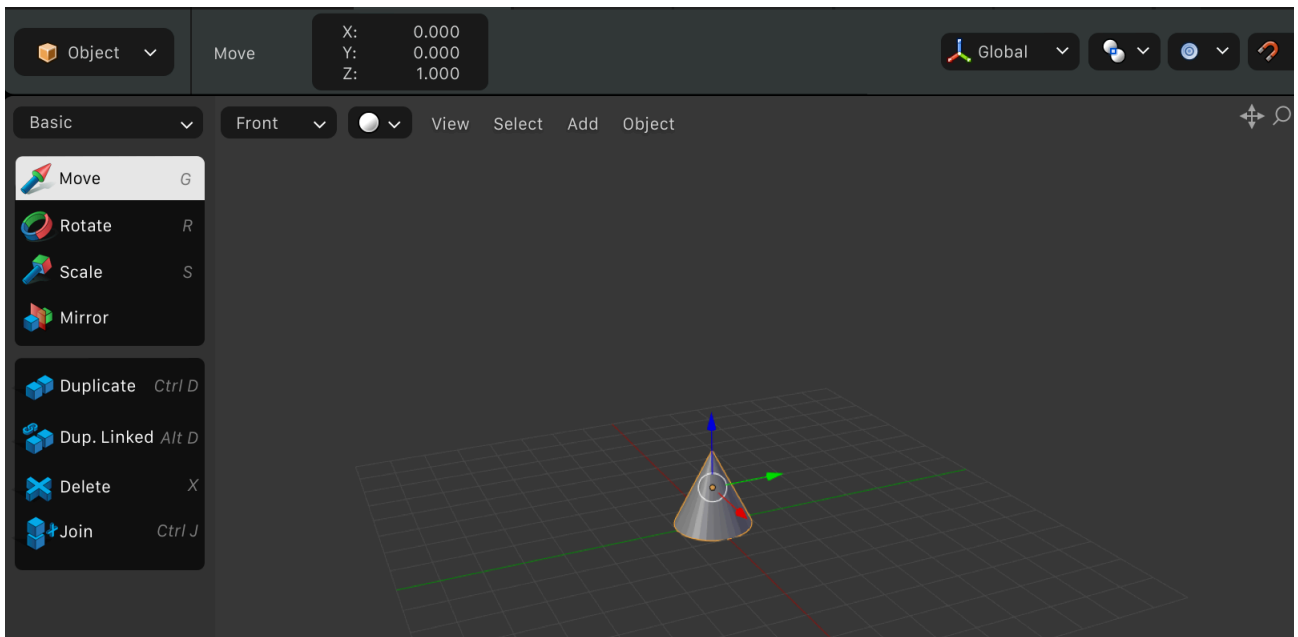 Object
Move
X: 0.000
Y: 0.000
Z: 1.000
Global
Basic
Front
View Select Add Object
Move G
Rotate R
Scale S
Mirror
Duplicate Ctrl D
Dup. Linked Alt D
Delete X
Join Ctrl J